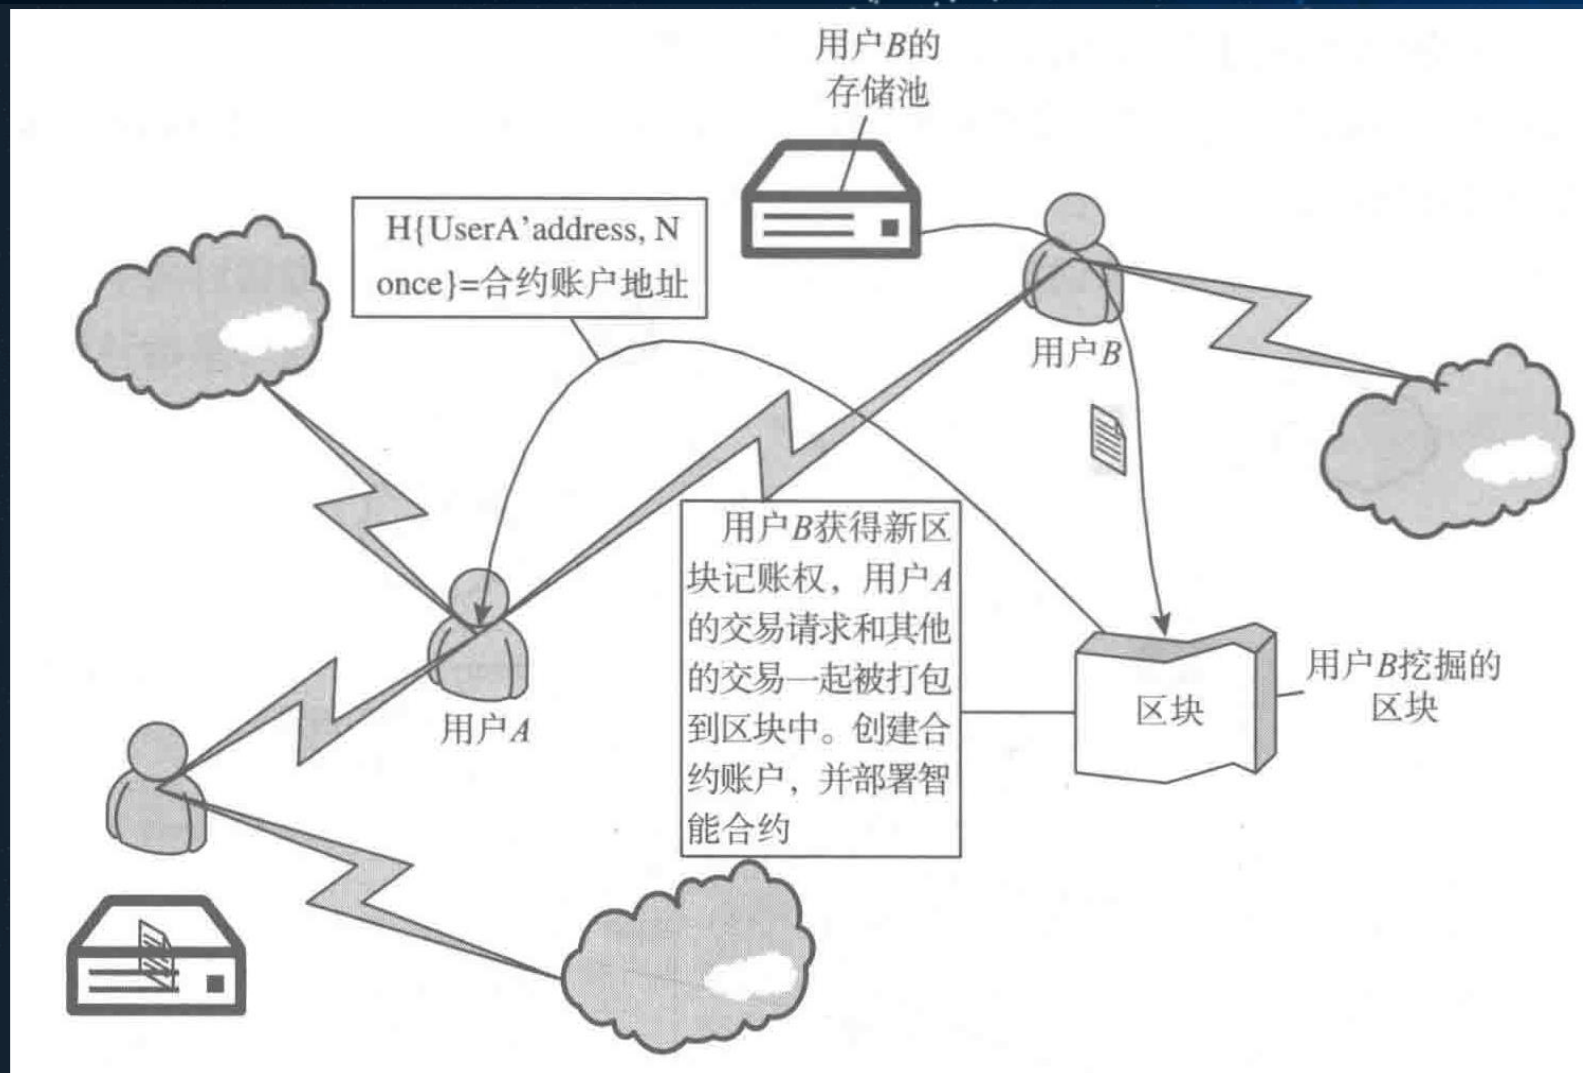 用户B的
存储池
H{UserA’address, N
once}=合约账户地址
用户B
用户B获得新区
块记账权，用户A
的交易请求和其他
的交易一起被打包
到区块中。创建合
约账户，并部署智
能合约
用户A
区块
用户B挖掘的
区块